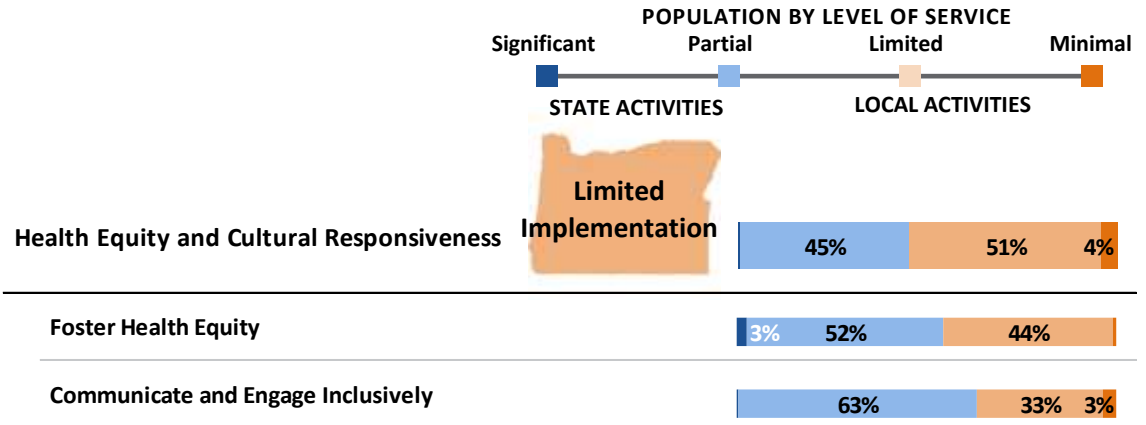 POPULATION BY LEVEL OF SERVICE
Significant Partial Limited Minimal
STATE ACTIVITIES LOCAL ACTIVITIES
Limited
Implementation
Health Equity and Cultural Responsiveness
45% 51% 4%
Foster Health Equity
3% 52% 44%
Communicate and Engage Inclusively
63% 33% 3%